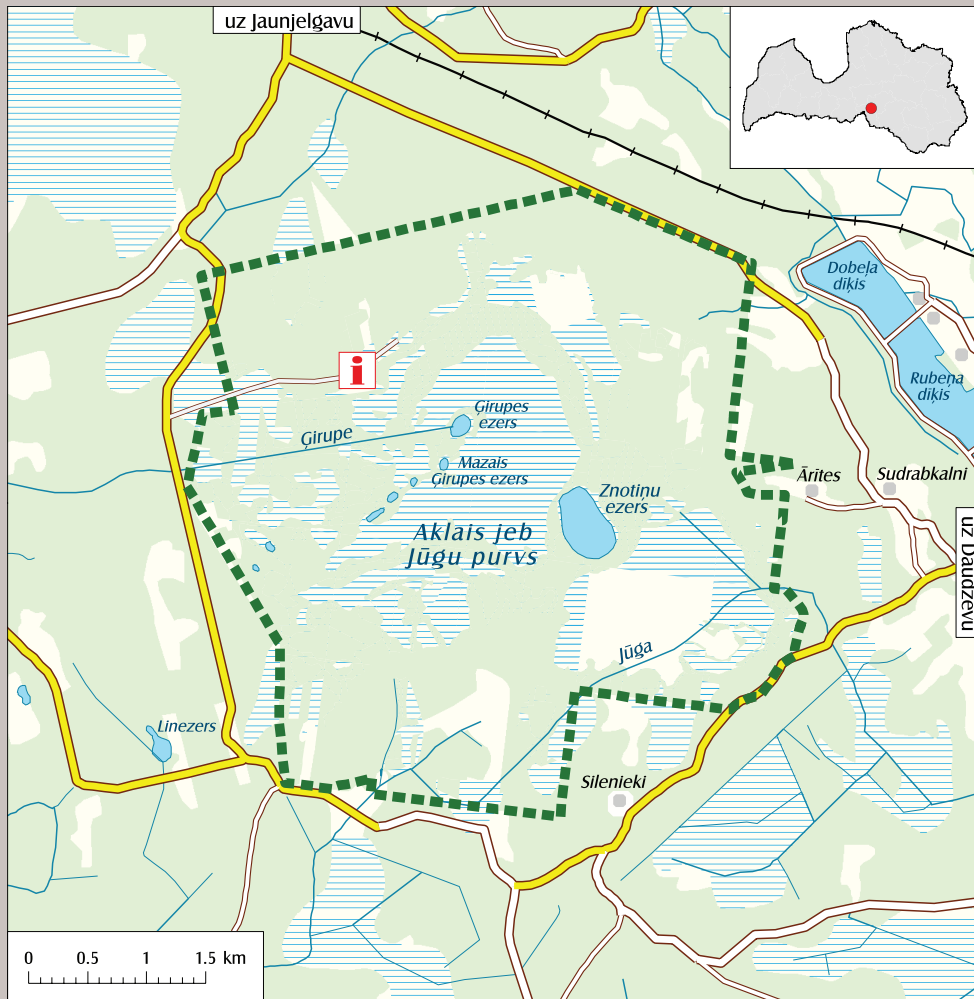 uz Jaunjelgavu
Dobeļa
dīķis
Rubeņa
dīķis
i
Ģirupes
ezers
Ģirupe
Mazais
Ģirupes ezers
Znotiņu
ezers
Ārītes
Sudrabkalni
Aklais jeb
Jūgu purvs
uz Daudzevu
Jūga
Linezers
Silenieki
0 0.5 1 1.5 km